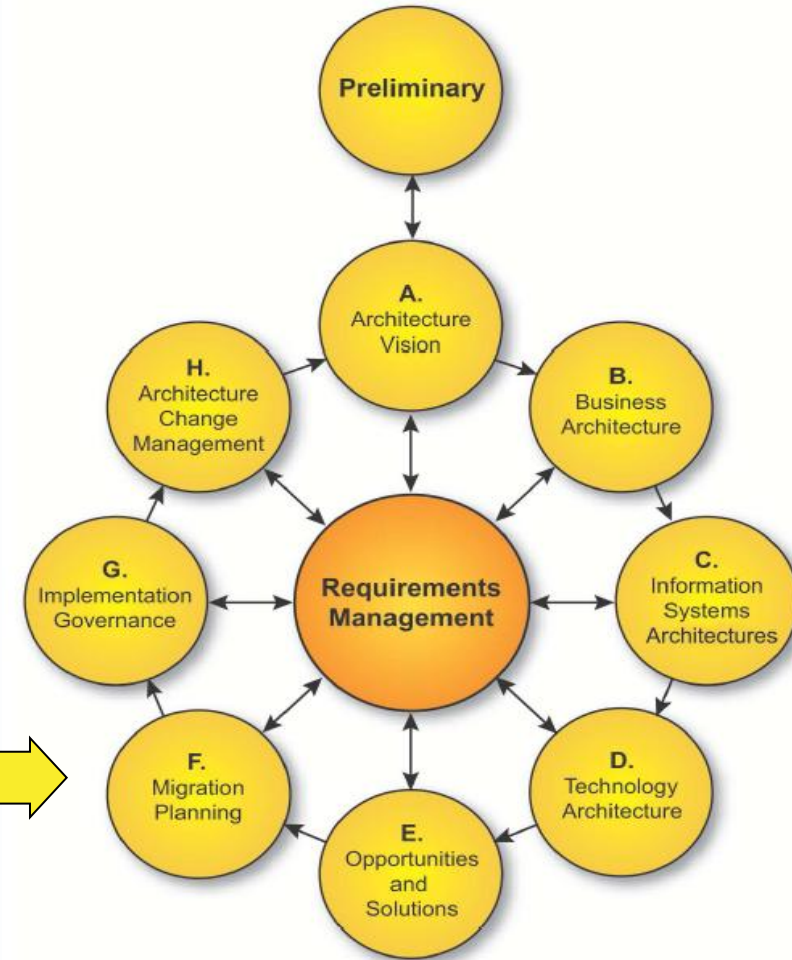 Preliminary
A.
Architecture
Vision
B.
Business
Architecture
C.
Information
Systems
Architectures
D.
Technology
Architecture
E.
Opportunities
and
Solutions
F.
Migration
Planning
G.
Implementation
Governance
H.
Architecture
Change
Management
Requirements
Management